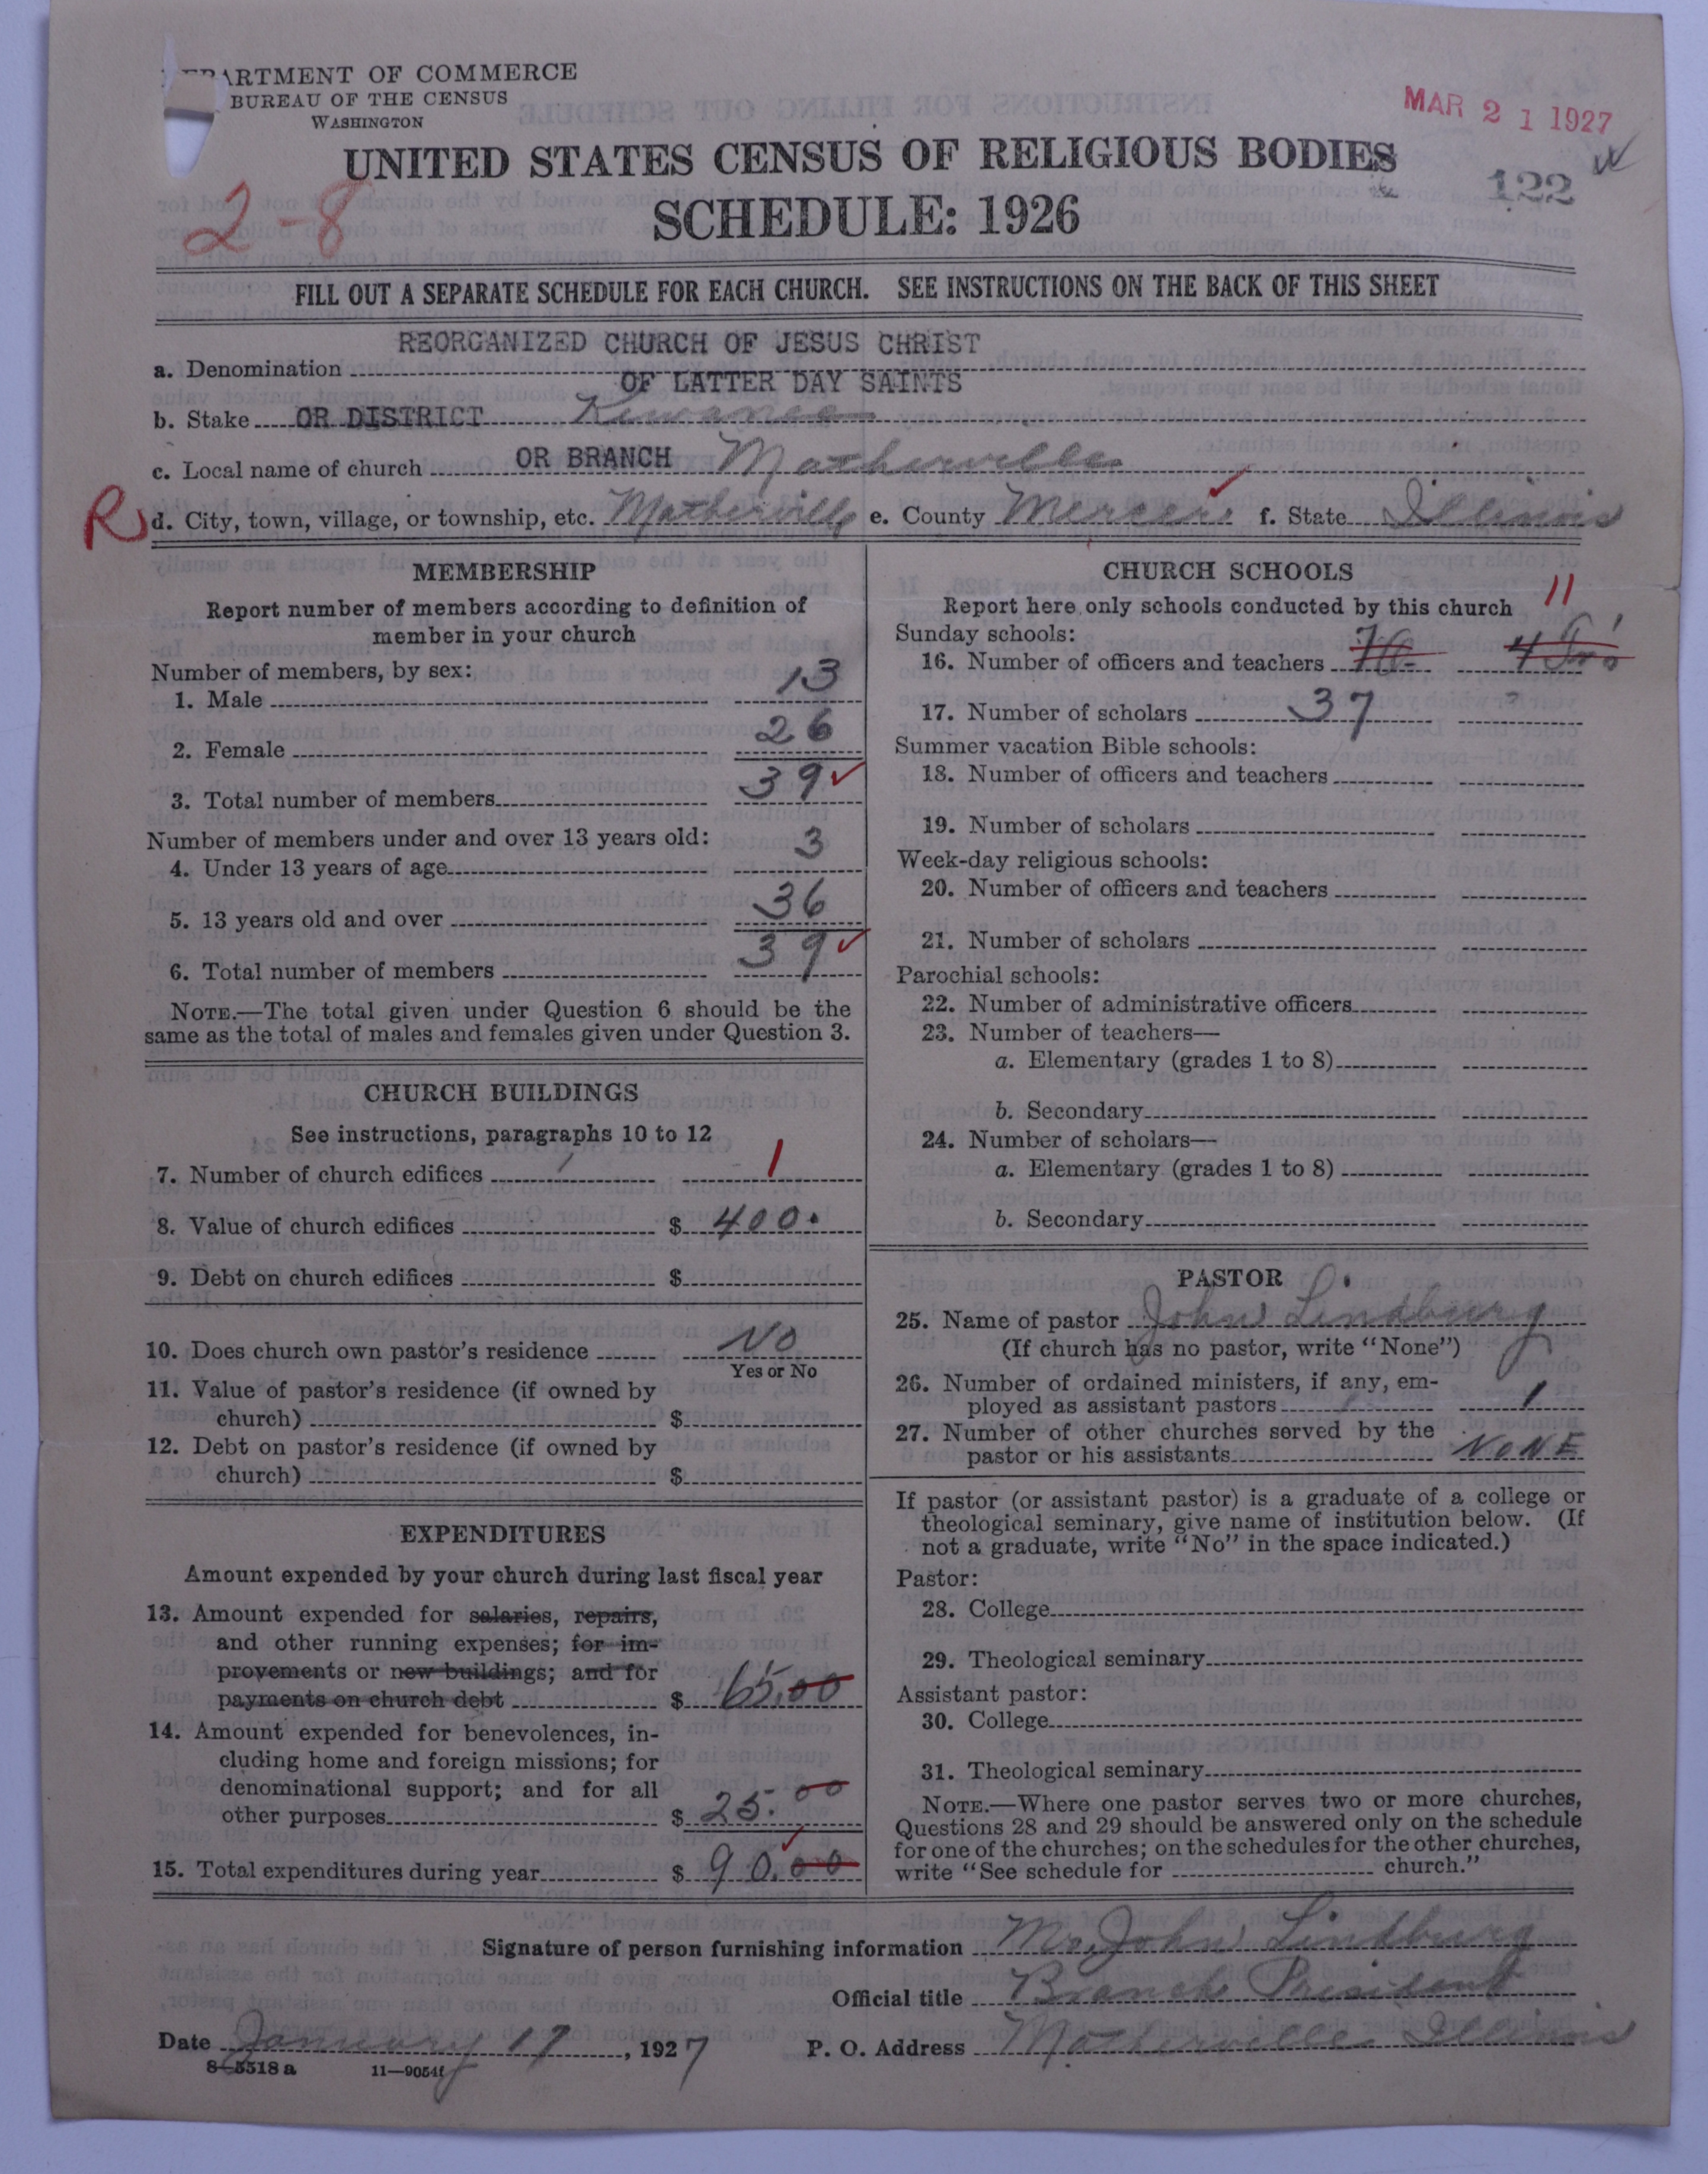 DEPARTMENT OF COMMERCE
BUREAU OF THE CENSUS
WASHINGTON
MAR 21 1927
UNITED STATES CENSUS OF RELIGIOUS BODIES
122
2-8
SCHEDULE: 1926
FILL OUT A SEPARATE SCHEDULE FOR EACH CHURCH. SEE INSTRUCTIONS ON THE BACK OF THIS SHEET
REORGANIZED CHURCH OF JESUS CHRIST
a. Denomination
OF LATTER DAY SAINTS
b. Stake OR DISTRICT Kewanee
c. Local name of church OR BRANCH Matherville
R d. City, town, village, or township, etc. Matherville e. County Mercer f. State Illinois
MEMBERSHIP
Report number of members according to definition of
member in your church
Number of members, by sex:
1. Male 13
2. Female 26
3. Total number of members 39
Number of members under and over 13 years old:
4. Under 13 years of age 3
5. 13 years old and over 36
6. Total number of members 39
NOTE.—The total given under Question 6 should be the
same as the total of males and females given under Question 3.
CHURCH BUILDINGS
See instructions, paragraphs 10 to 12
7. Number of church edifices 1 1
8. Value of church edifices $ 400.
9. Debt on church edifices $
10. Does church own pastor's residence No
Yes or No
11. Value of pastor's residence (if owned by
church) $
12. Debt on pastor's residence (if owned by
church) $
EXPENDITURES
Amount expended by your church during last fiscal year
13. Amount expended for salaries, repairs,
and other running expenses; for im-
provements or new buildings; and for
payments on church debt $ 65.00
14. Amount expended for benevolences, in-
cluding home and foreign missions; for
denominational support; and for all
other purposes $ 25.00
15. Total expenditures during year $ 90.00
CHURCH SCHOOLS
Report here only schools conducted by this church 11
Sunday schools:
16. Number of officers and teachers
17. Number of scholars 37
Summer vacation Bible schools:
18. Number of officers and teachers
19. Number of scholars
Week-day religious schools:
20. Number of officers and teachers
21. Number of scholars
Parochial schools:
22. Number of administrative officers
23. Number of teachers—
a. Elementary (grades 1 to 8)
b. Secondary
24. Number of scholars—
a. Elementary (grades 1 to 8)
b. Secondary
PASTOR
25. Name of pastor John Lindburg
(If church has no pastor, write "None")
26. Number of ordained ministers, if any, em-
ployed as assistant pastors 1 1
27. Number of other churches served by the
pastor or his assistants NONE
If pastor (or assistant pastor) is a graduate of a college or
theological seminary, give name of institution below. (If
not a graduate, write "No" in the space indicated.)
Pastor:
28. College
29. Theological seminary
Assistant pastor:
30. College
31. Theological seminary
NOTE.—Where one pastor serves two or more churches,
Questions 28 and 29 should be answered only on the schedule
for one of the churches; on the schedules for the other churches,
write "See schedule for church."
Signature of person furnishing information Mr. John Lindburg
Official title Branch President
Date January 17, 1927 P. O. Address Matherville Illinois
8-5518 a 11—9054f